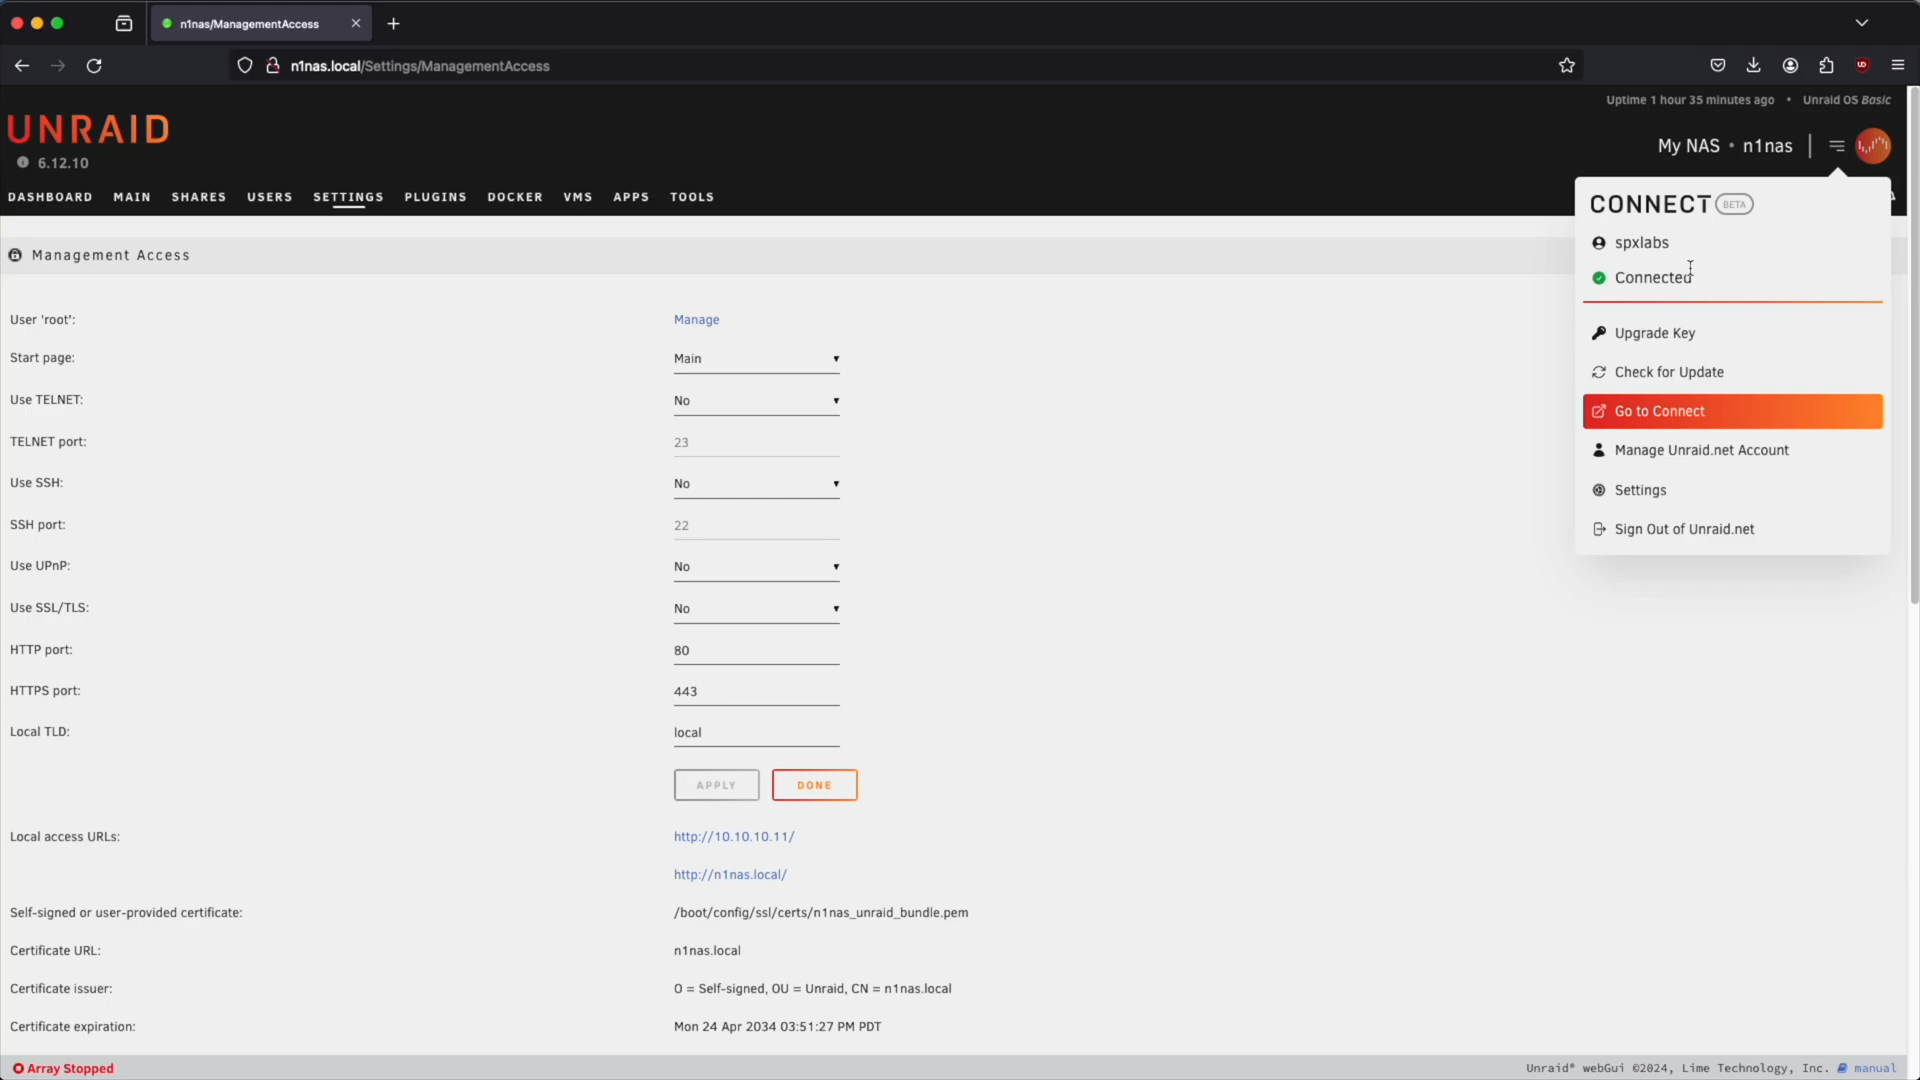 n1nas/ManagementAccess
n1nas.local/Settings/ManagementAccess
Uptime 1 hour 35 minutes ago • Unraid OS Basic
UNRAID
6.12.10
My NAS • n1nas
DASHBOARD MAIN SHARES USERS SETTINGS PLUGINS DOCKER VMS APPS TOOLS
CONNECT BETA
spxlabs
Connected
Upgrade Key
Check for Update
Go to Connect
Manage Unraid.net Account
Settings
Sign Out of Unraid.net
Management Access
User 'root': Manage
Start page: Main
Use TELNET: No
TELNET port: 23
Use SSH: No
SSH port: 22
Use UPnP: No
Use SSL/TLS: No
HTTP port: 80
HTTPS port: 443
Local TLD: local
APPLY DONE
Local access URLs: http://10.10.10.11/
http://n1nas.local/
Self-signed or user-provided certificate: /boot/config/ssl/certs/n1nas_unraid_bundle.pem
Certificate URL: n1nas.local
Certificate issuer: O = Self-signed, OU = Unraid, CN = n1nas.local
Certificate expiration: Mon 24 Apr 2034 03:51:27 PM PDT
Array Stopped
Unraid® webGui ©2024, Lime Technology, Inc. manual